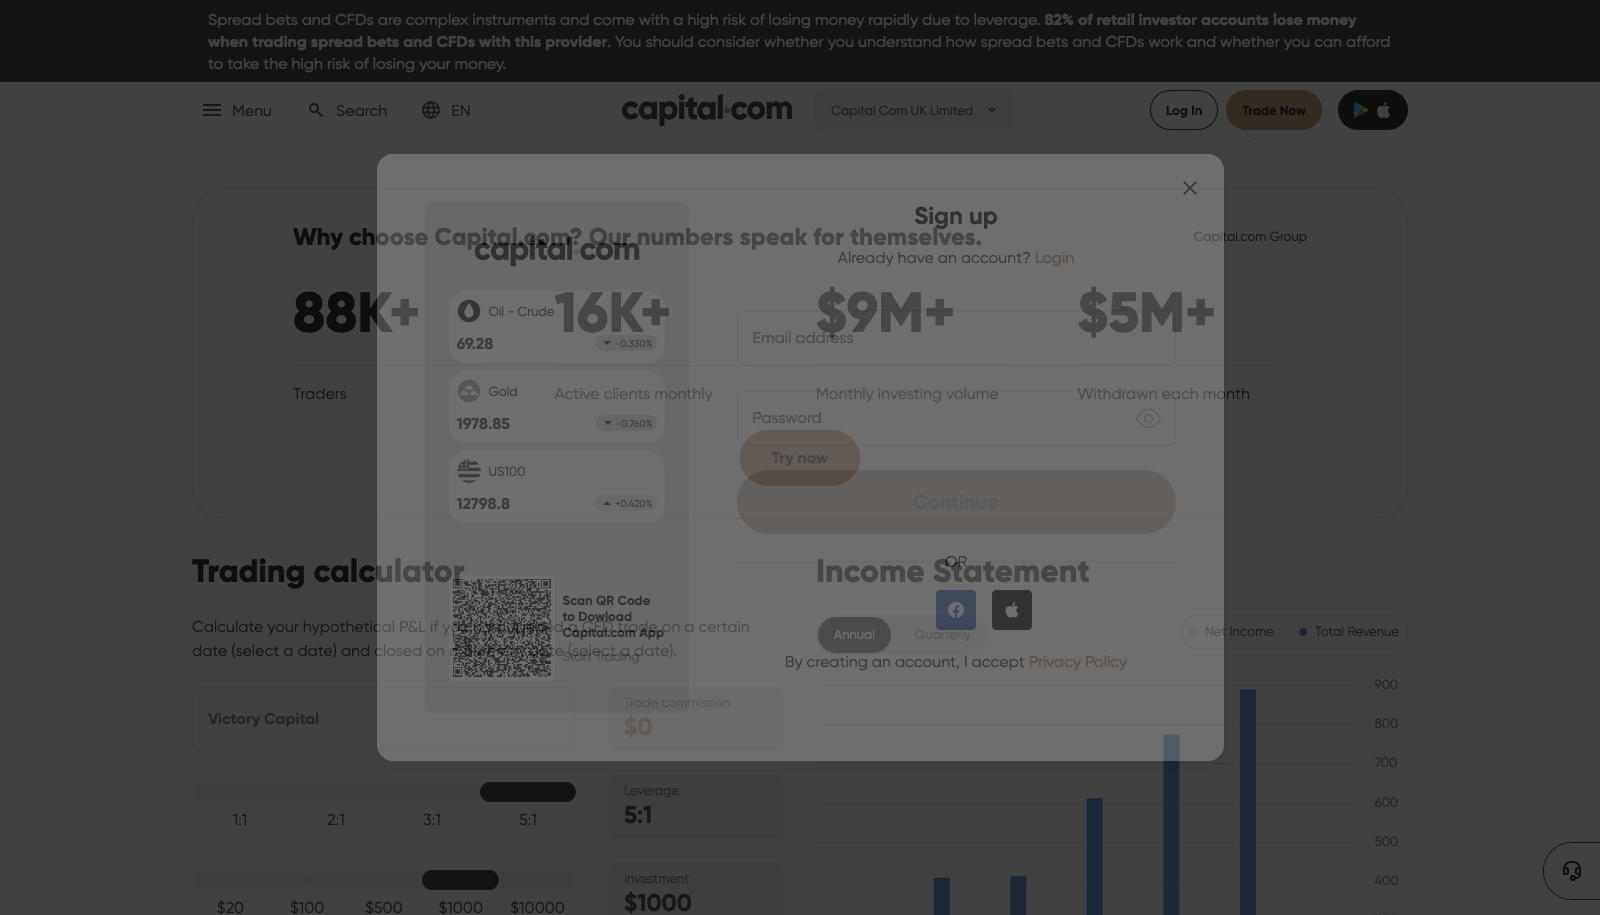 Spread bets and CFDs are complex instruments and come with a high risk of losing money rapidly due to leverage. 82% of retail investor accounts lose money
when trading spread bets and CFDs with this provider. You should consider whether you understand how spread bets and CFDs work and whether you can afford
to take the high risk of losing your money.
Menu
Search
EN
capital.com
Capital Com UK Limited
Log In
Trade Now
Sign up
Already have an account? Login
Email address
Password
Continue
OR
By creating an account, I accept Privacy Policy
capital.com
Oil - Crude
69.28
-0.330%
Gold
1978.85
-0.760%
US100
12798.8
+0.420%
Scan QR Code
to Dowload
Capital.com App
Start Trading
Why choose Capital.com? Our numbers speak for themselves.
Capital.com Group
88K+
Traders
16K+
Active clients monthly
$9M+
Monthly investing volume
$5M+
Withdrawn each month
Try now
Trading calculator
Calculate your hypothetical P&L if you had opened a CFD trade on a certain
date (select a date) and closed on a different date (select a date).
Victory Capital
1:1 2:1 3:1 5:1
$20 $100 $500 $1000 $10000
Trade commission
$0
Leverage
5:1
Investment
$1000
Income Statement
Annual
Quarterly
Net Income
Total Revenue
900
800
700
600
500
400